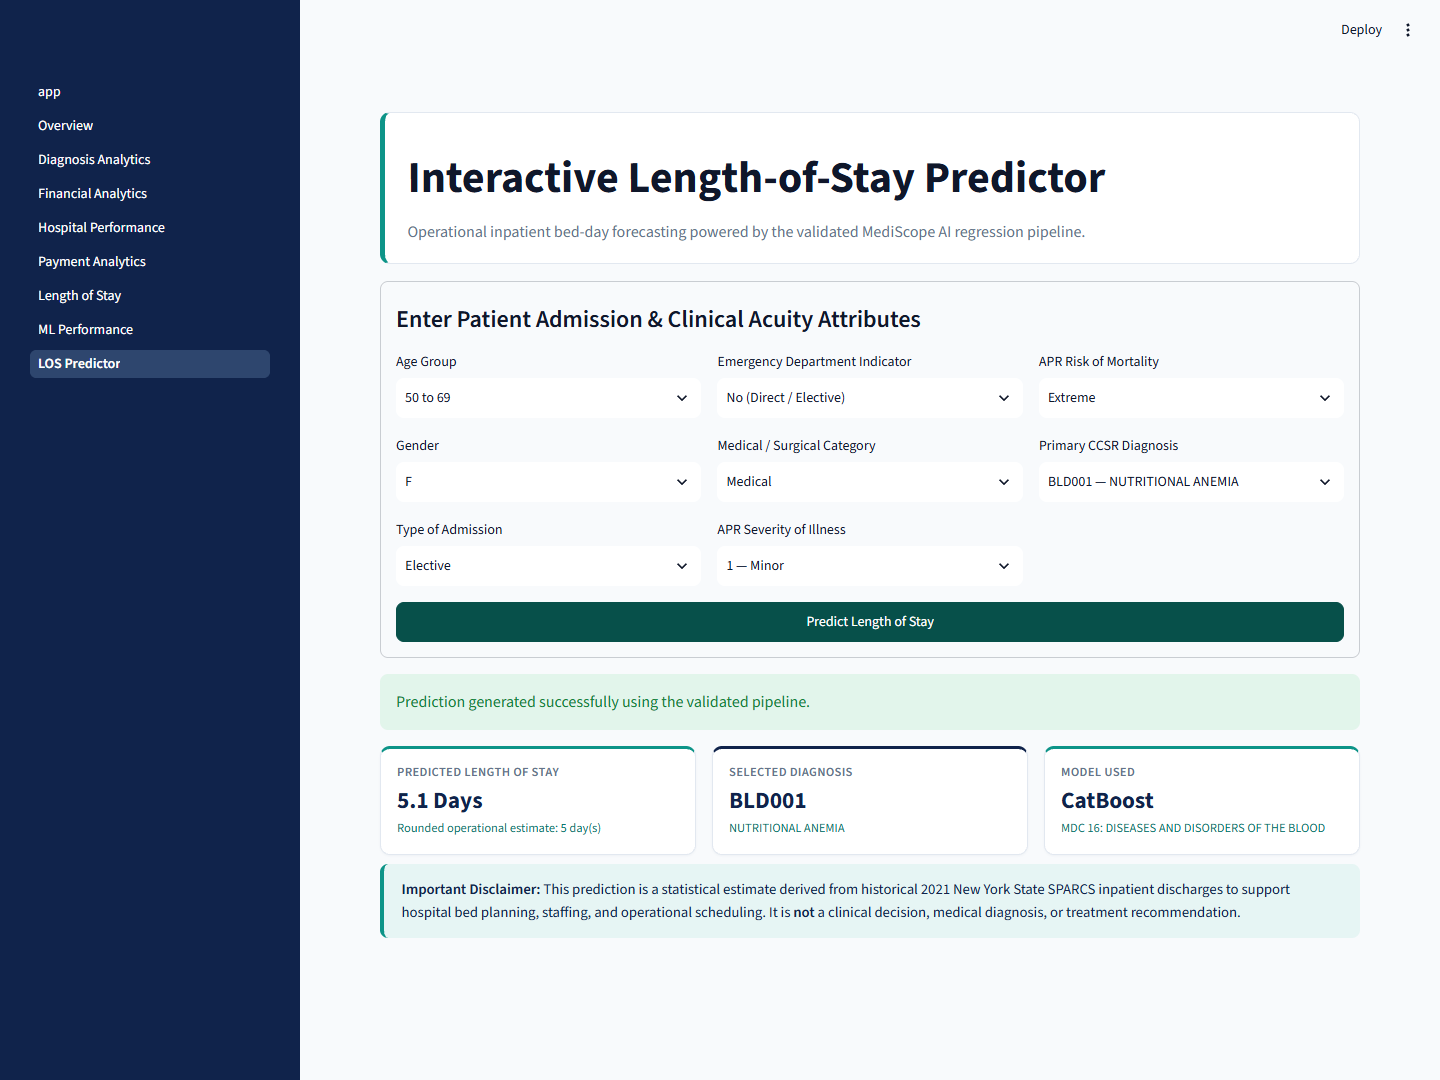 Deploy
app
Overview
Diagnosis Analytics
Financial Analytics
Hospital Performance
Payment Analytics
Length of Stay
ML Performance
LOS Predictor
Interactive Length-of-Stay Predictor
Operational inpatient bed-day forecasting powered by the validated MediScope AI regression pipeline.
Enter Patient Admission & Clinical Acuity Attributes
Age Group
50 to 69
Emergency Department Indicator
No (Direct / Elective)
APR Risk of Mortality
Extreme
Gender
F
Medical / Surgical Category
Medical
Primary CCSR Diagnosis
BLD001 — NUTRITIONAL ANEMIA
Type of Admission
Elective
APR Severity of Illness
1 — Minor
Predict Length of Stay
Prediction generated successfully using the validated pipeline.
PREDICTED LENGTH OF STAY
5.1 Days
Rounded operational estimate: 5 day(s)
SELECTED DIAGNOSIS
BLD001
NUTRITIONAL ANEMIA
MODEL USED
CatBoost
MDC 16: DISEASES AND DISORDERS OF THE BLOOD
Important Disclaimer: This prediction is a statistical estimate derived from historical 2021 New York State SPARCS inpatient discharges to support
hospital bed planning, staffing, and operational scheduling. It is not a clinical decision, medical diagnosis, or treatment recommendation.